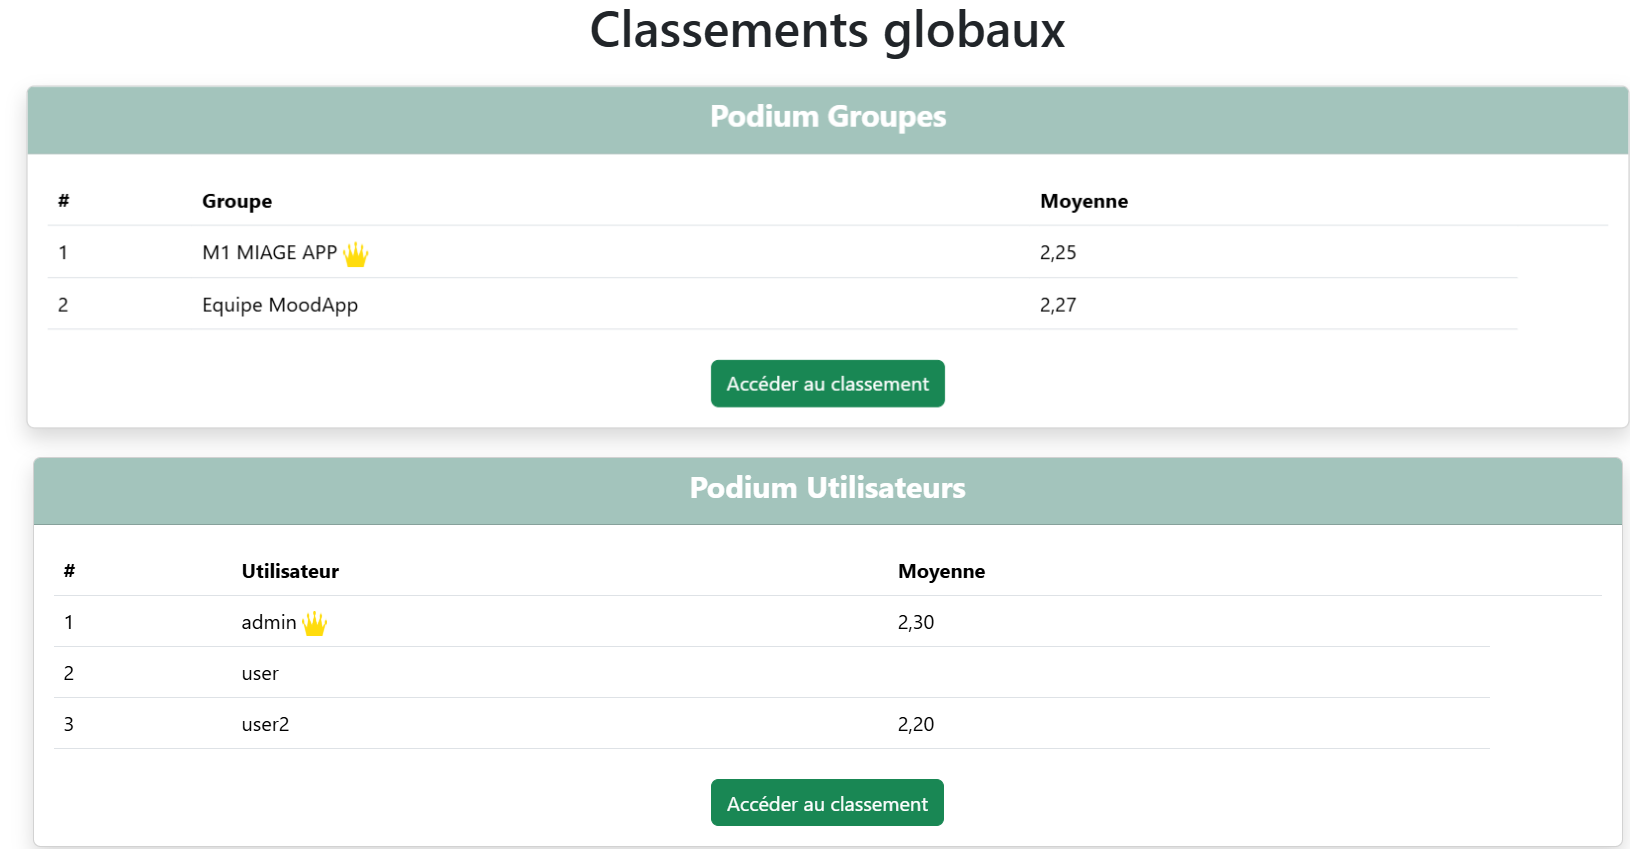 Classements globaux
Podium Groupes
# Groupe Moyenne
1 M1 MIAGE APP 2,25
2 Equipe MoodApp 2,27
Accéder au classement
Podium Utilisateurs
# Utilisateur Moyenne
1 admin 2,30
2 user
3 user2 2,20
Accéder au classement